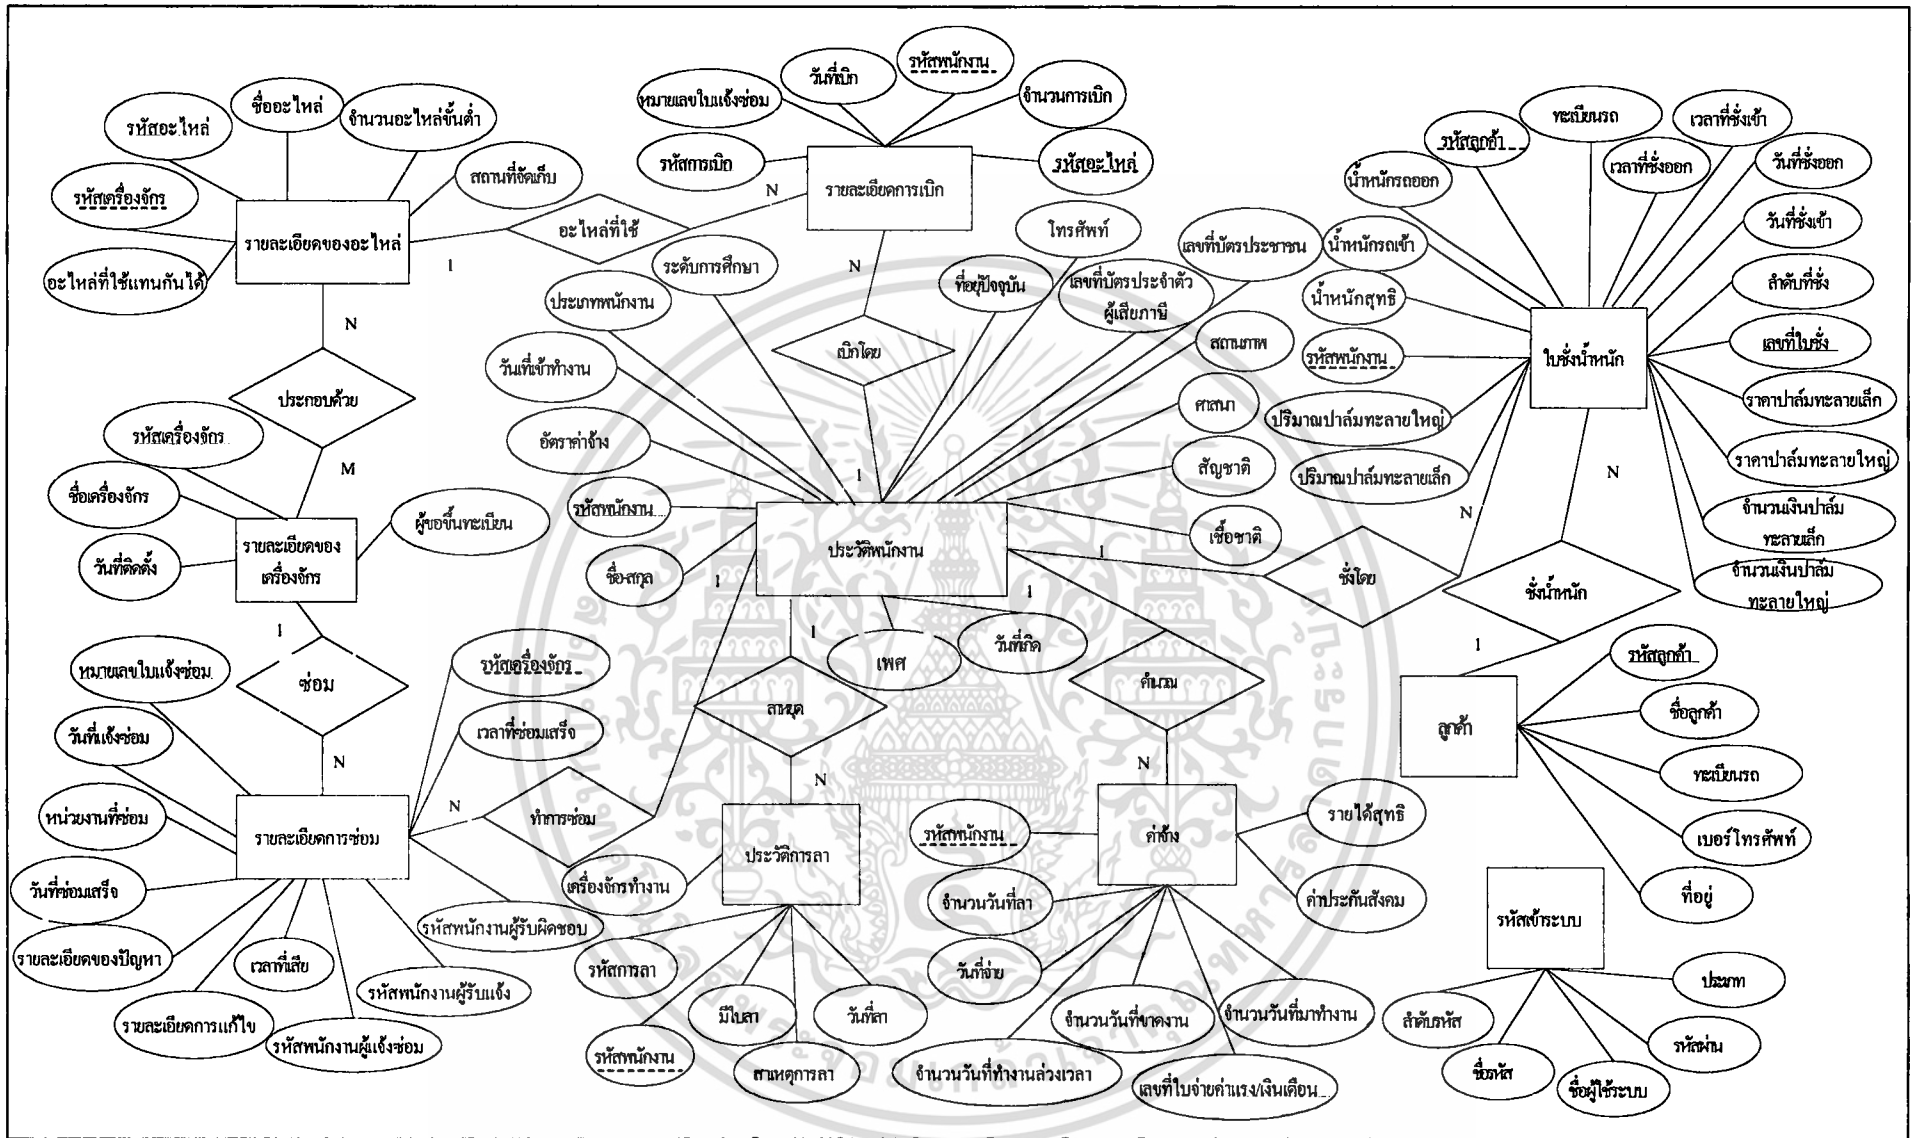 รหัสอะไหล่
ชื่ออะไหล่
จำนวนอะไหล่ขั้นต่ำ
สถานที่จัดเก็บ
รหัสเครื่องจักร
อะไหล่ที่ใช้แทนกันได้
รายละเอียดของอะไหล่
1
อะไหล่ที่ใช้
N
หมายเลขใบแจ้งซ่อม
วันที่เบิก
รหัสพนักงาน
จำนวนการเบิก
รหัสการเบิก
รหัสอะไหล่
รายละเอียดการเบิก
N
เบิกโดย
1
N
ประกอบด้วย
M
รหัสเครื่องจักร
ชื่อเครื่องจักร
วันที่ติดตั้ง
ผู้ขอขึ้นทะเบียน
รายละเอียดของ
เครื่องจักร
1
ซ่อม
N
หมายเลขใบแจ้งซ่อม
วันที่แจ้งซ่อม
หน่วยงานที่ซ่อม
วันที่ซ่อมเสร็จ
รายละเอียดของปัญหา
รายละเอียดการแก้ไข
เวลาที่เสีย
รหัสพนักงานผู้แจ้งซ่อม
รหัสพนักงานผู้รับแจ้ง
รหัสพนักงานผู้รับผิดชอบ
รหัสเครื่องจักร
เวลาที่ซ่อมเสร็จ
รายละเอียดการซ่อม
N
ทำการซ่อม
1
ระดับการศึกษา
ประเภทพนักงาน
วันเที่เข้าทำงาน
อัตราค่าจ้าง
รหัสพนักงาน
ชื่อ-สกุล
โทรศัพท์
ที่อยู่ปัจจุบัน
เลขที่บัตรประจำตัว
ผู้เสียภาษี
เลขที่บัตรประชาชน
สถานภาพ
ศาสนา
สัญชาติ
เชื้อชาติ
เพศ
วันที่เกิด
ประวัติพนักงาน
1
ลาหยุด
N
ประวัติการลา
เครื่องจักรทำงาน
รหัสการลา
รหัสพนักงาน
มีใบลา
สาเหตุการลา
วันที่ลา
1
คำนวณ
N
ค่าจ้าง
รหัสพนักงาน
จำนวนวันที่ลา
วันที่จ่าย
จำนวนวันที่ทำงานล่วงเวลา
จำนวนวันที่ขาดงาน
เลขที่ใบจ่ายค่าแรง/เงินเดือน
จำนวนวันที่มาทำงาน
ค่าประกันสังคม
รายได้สุทธิ
1
ชั่งโดย
N
ใบชั่งน้ำหนัก
รหัสลูกค้า
ทะเบียนรถ
เวลาที่ชั่งเข้า
เวลาที่ชั่งออก
วันที่ชั่งออก
วันที่ชั่งเข้า
ลำดับที่ชั่ง
เลขที่ใบชั่ง
ราคาปาล์มทะลายเล็ก
ราคาปาล์มทะลายใหญ่
จำนวนเงินปาล์ม
ทะลายเล็ก
จำนวนเงินปาล์ม
ทะลายใหญ่
น้ำหนักรถออก
น้ำหนักรถเข้า
น้ำหนักสุทธิ
รหัสพนักงาน
ปริมาณปาล์มทะลายใหญ่
ปริมาณปาล์มทะลายเล็ก
N
ชั่งน้ำหนัก
1
ลูกค้า
รหัสลูกค้า
ชื่อลูกค้า
ทะเบียนรถ
เบอร์โทรศัพท์
ที่อยู่
รหัสเข้าระบบ
ลำดับรหัส
ชื่อรหัส
ชื่อผู้ใช้ระบบ
รหัสผ่าน
ประเภท